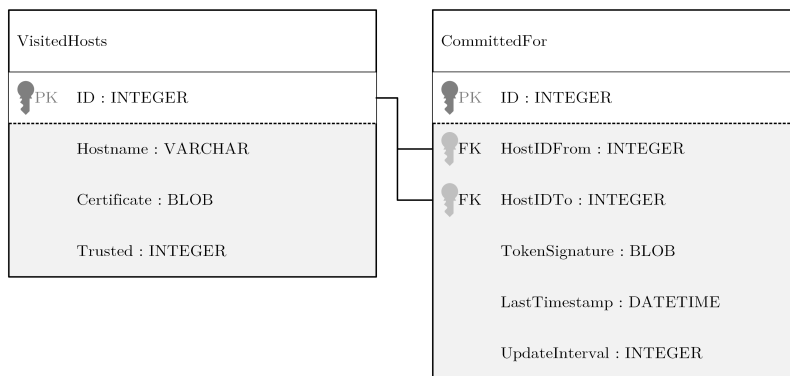 VisitedHosts
PK ID : INTEGER
Hostname : VARCHAR
Certificate : BLOB
Trusted : INTEGER
CommittedFor
PK ID : INTEGER
FK HostIDFrom : INTEGER
FK HostIDTo : INTEGER
TokenSignature : BLOB
LastTimestamp : DATETIME
UpdateInterval : INTEGER